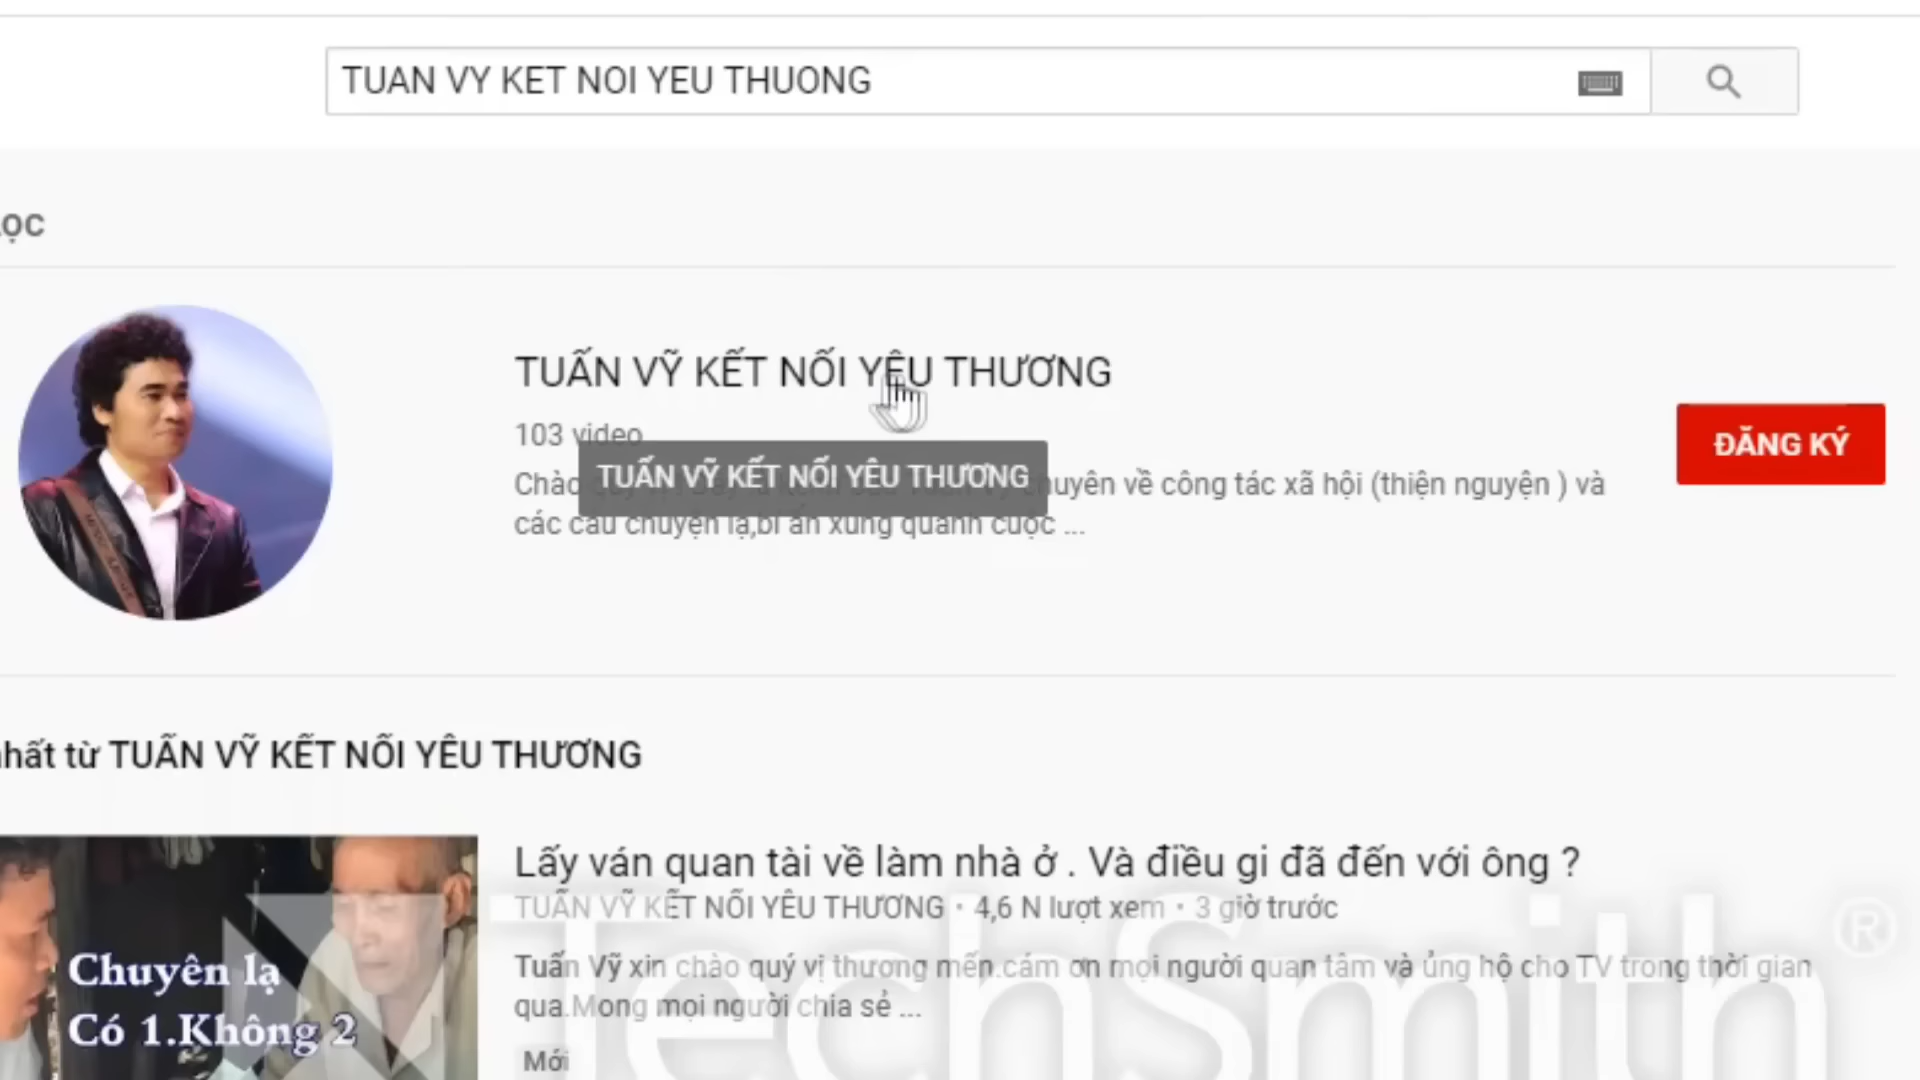 TUAN VY KET NOI YEU THUONG
ọc
TUẤN VỸ KẾT NỐI YÊU THƯƠNG
103 video
TUẤN VỸ KẾT NỐI YÊU THƯƠNG
ĐĂNG KÝ
Chào huyên về công tác xã hội (thiện nguyện ) và
các câu chuyện lạ,bí ẩn xung quanh cuộc ...
nhất từ TUẤN VỸ KẾT NỐI YÊU THƯƠNG
Lấy ván quan tài về làm nhà ở . Và điều gi đã đến với ông ?
TUẤN VỸ KẾT NỐI YÊU THƯƠNG • 4,6 N lượt xem • 3 giờ trước
Tuấn Vỹ xin chào quý vị thương mến.cám ơn mọi người quan tâm và ủng hộ cho TV trong thời gian
qua.Mong mọi người chia sẻ ...
Mới
Chuyện lạ
Có 1.Không 2
TechSmith®